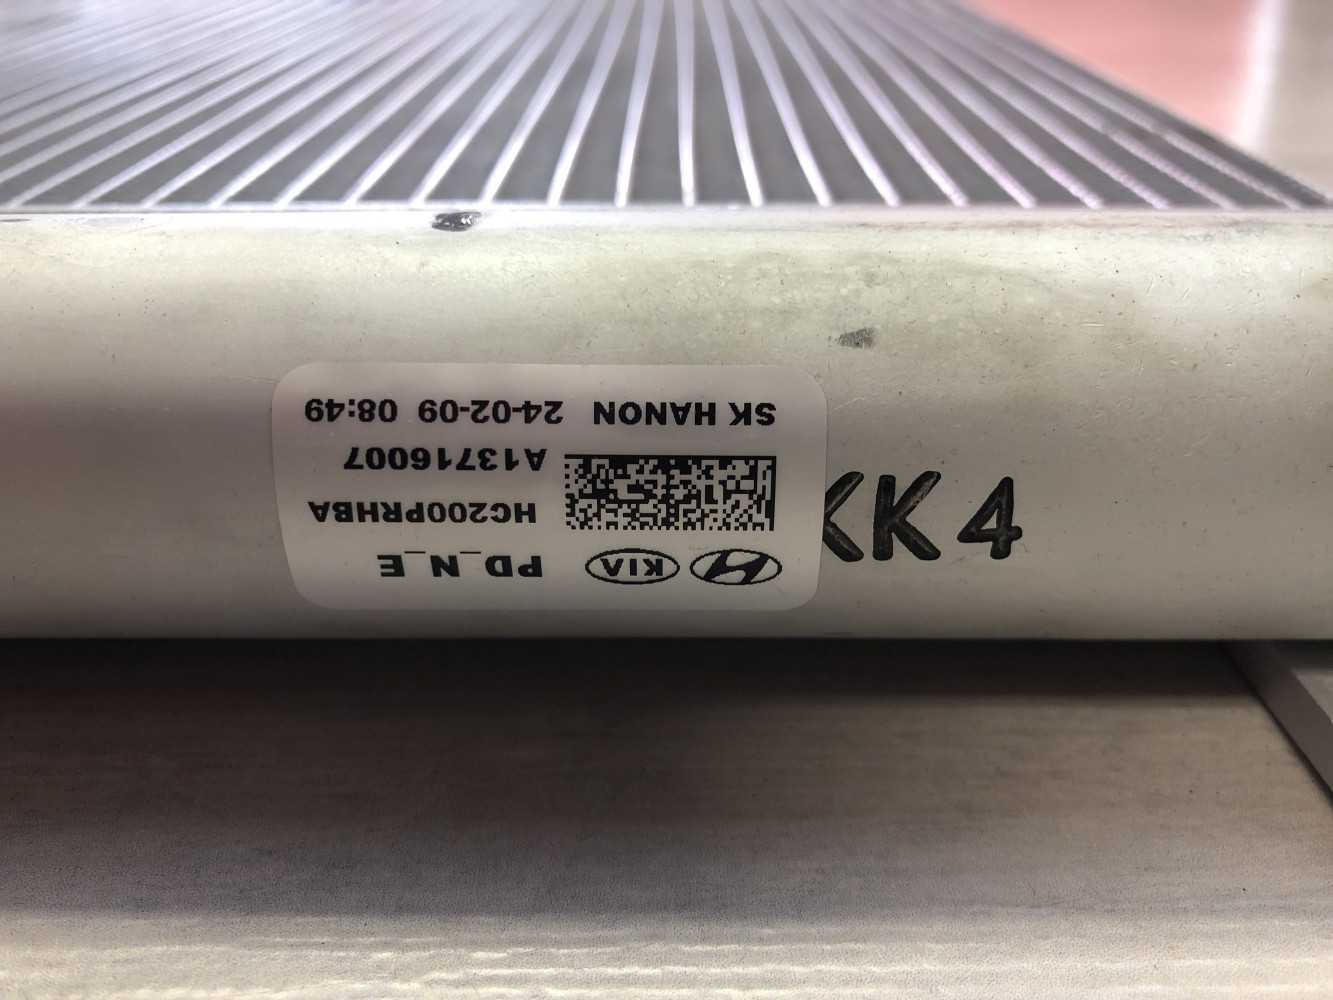 KIA PD_N_E
HC200PRHBA
A13716007
SK HANON 24-02-09 08:49
KK4